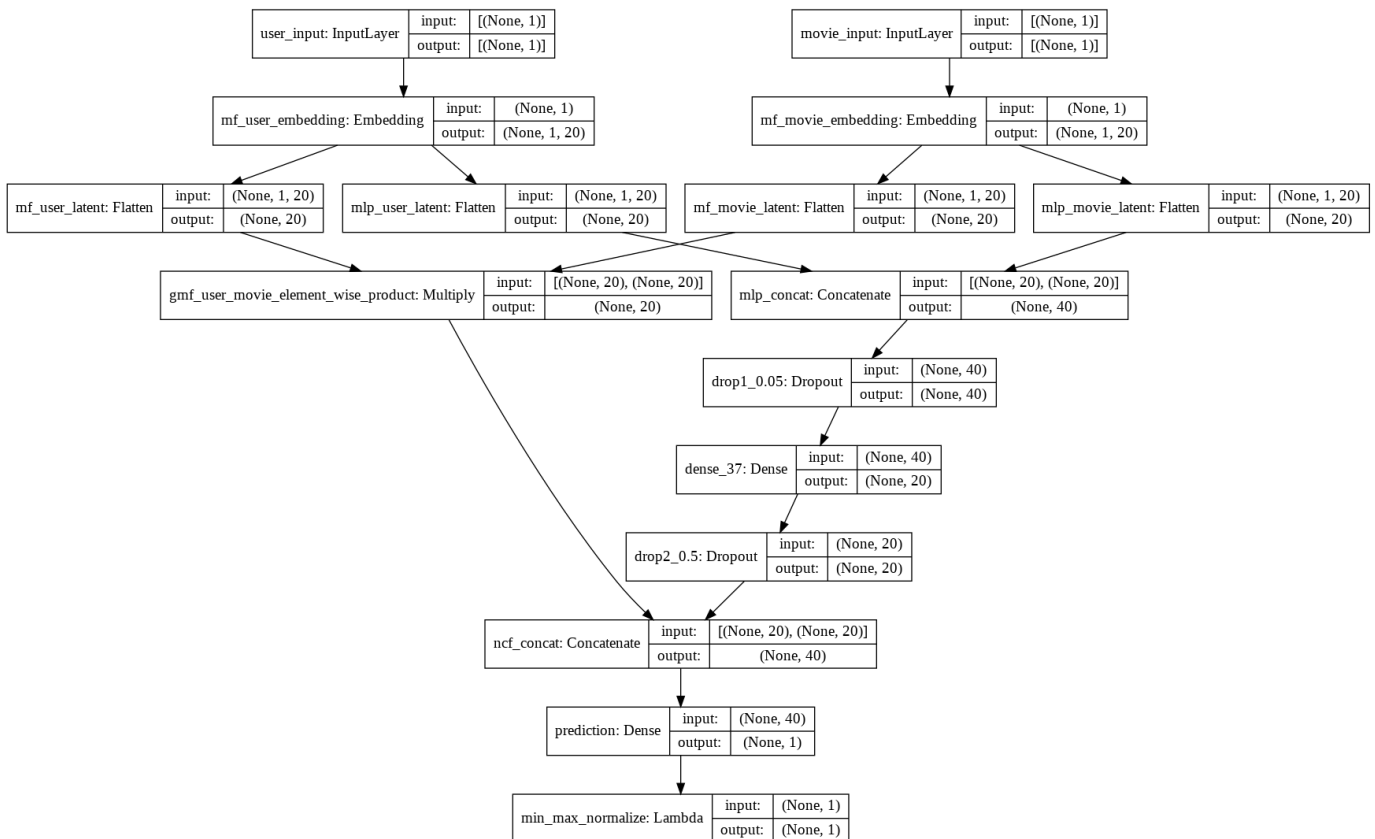 user_input: InputLayer
input: [(None, 1)]
output: [(None, 1)]
movie_input: InputLayer
input: [(None, 1)]
output: [(None, 1)]
mf_user_embedding: Embedding
input: (None, 1)
output: (None, 1, 20)
mf_movie_embedding: Embedding
input: (None, 1)
output: (None, 1, 20)
mf_user_latent: Flatten
input: (None, 1, 20)
output: (None, 20)
mlp_user_latent: Flatten
input: (None, 1, 20)
output: (None, 20)
mf_movie_latent: Flatten
input: (None, 1, 20)
output: (None, 20)
mlp_movie_latent: Flatten
input: (None, 1, 20)
output: (None, 20)
gmf_user_movie_element_wise_product: Multiply
input: [(None, 20), (None, 20)]
output: (None, 20)
mlp_concat: Concatenate
input: [(None, 20), (None, 20)]
output: (None, 40)
drop1_0.05: Dropout
input: (None, 40)
output: (None, 40)
dense_37: Dense
input: (None, 40)
output: (None, 20)
drop2_0.5: Dropout
input: (None, 20)
output: (None, 20)
ncf_concat: Concatenate
input: [(None, 20), (None, 20)]
output: (None, 40)
prediction: Dense
input: (None, 40)
output: (None, 1)
min_max_normalize: Lambda
input: (None, 1)
output: (None, 1)